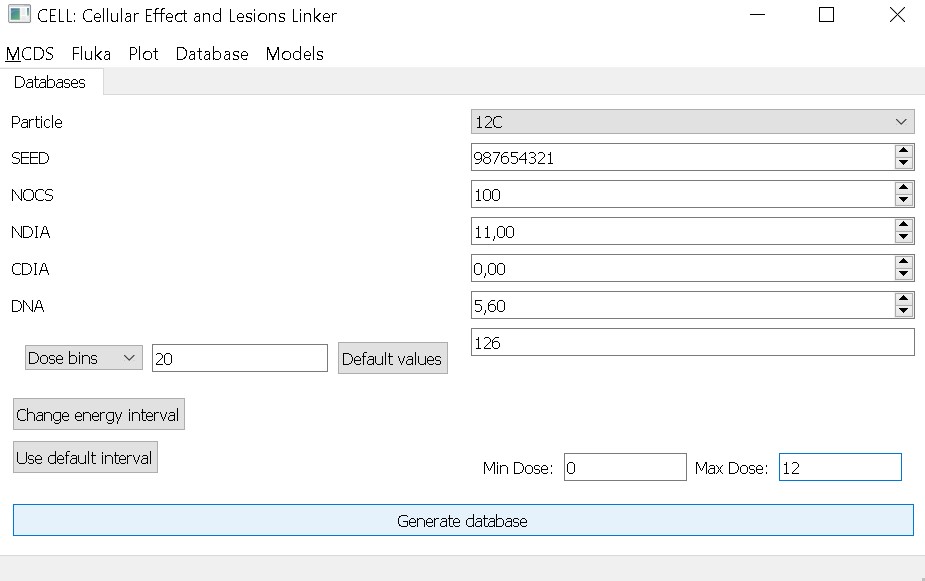 CELL: Cellular Effect and Lesions Linker
MCDS Fluka Plot Database Models
Databases
Particle 12C
SEED 987654321
NOCS 100
NDIA 11,00
CDIA 0,00
DNA 5,60
126
Dose bins 20 Default values
Change energy interval
Use default interval
Min Dose: 0 Max Dose: 12
Generate database